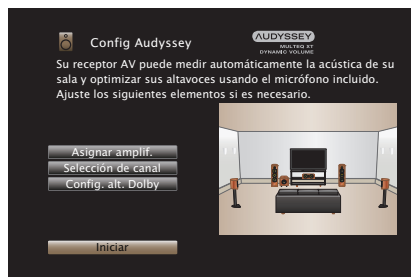 Config Audyssey
AUDYSSEY
MULTEQ XT
DYNAMIC VOLUME
Su receptor AV puede medir automáticamente la acústica de su
sala y optimizar sus altavoces usando el micrófono incluido.
Ajuste los siguientes elementos si es necesario.
Asignar amplif.
Selección de canal
Config. alt. Dolby
Iniciar